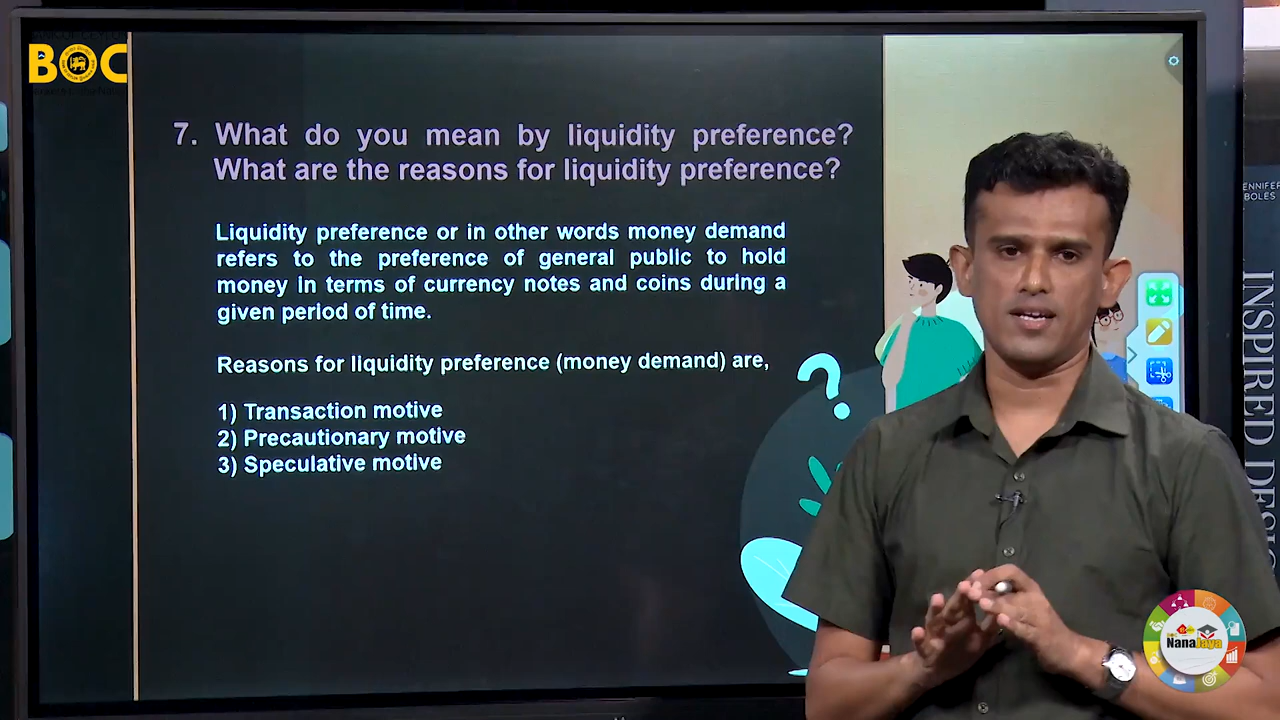 BOC
7. What do you mean by liquidity preference?
What are the reasons for liquidity preference?
Liquidity preference or in other words money demand
refers to the preference of general public to hold
money in terms of currency notes and coins during a
given period of time.
Reasons for liquidity preference (money demand) are,
1) Transaction motive
2) Precautionary motive
3) Speculative motive
?
ENNIFER
BOLES
INSPIRED DESIG
NanaJaya